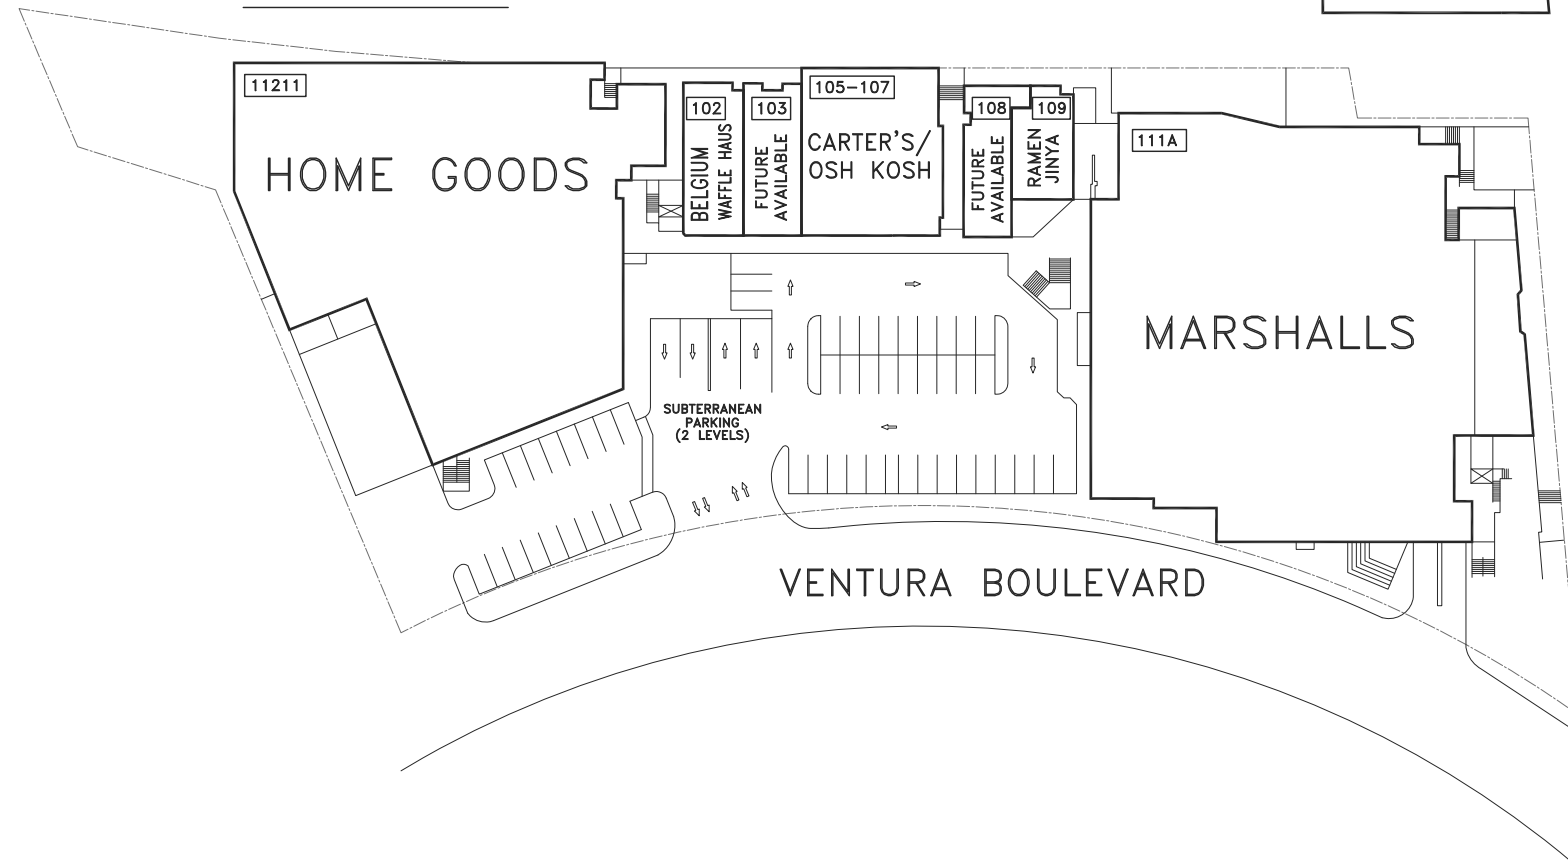 11211
HOME GOODS
102
BELGIUM
WAFFLE HAUS
103
FUTURE
AVAILABLE
105-107
CARTER'S/
OSH KOSH
108
FUTURE
AVAILABLE
109
RAMEN
JINYA
111A
MARSHALLS
SUBTERRANEAN
PARKING
(2 LEVELS)
VENTURA BOULEVARD